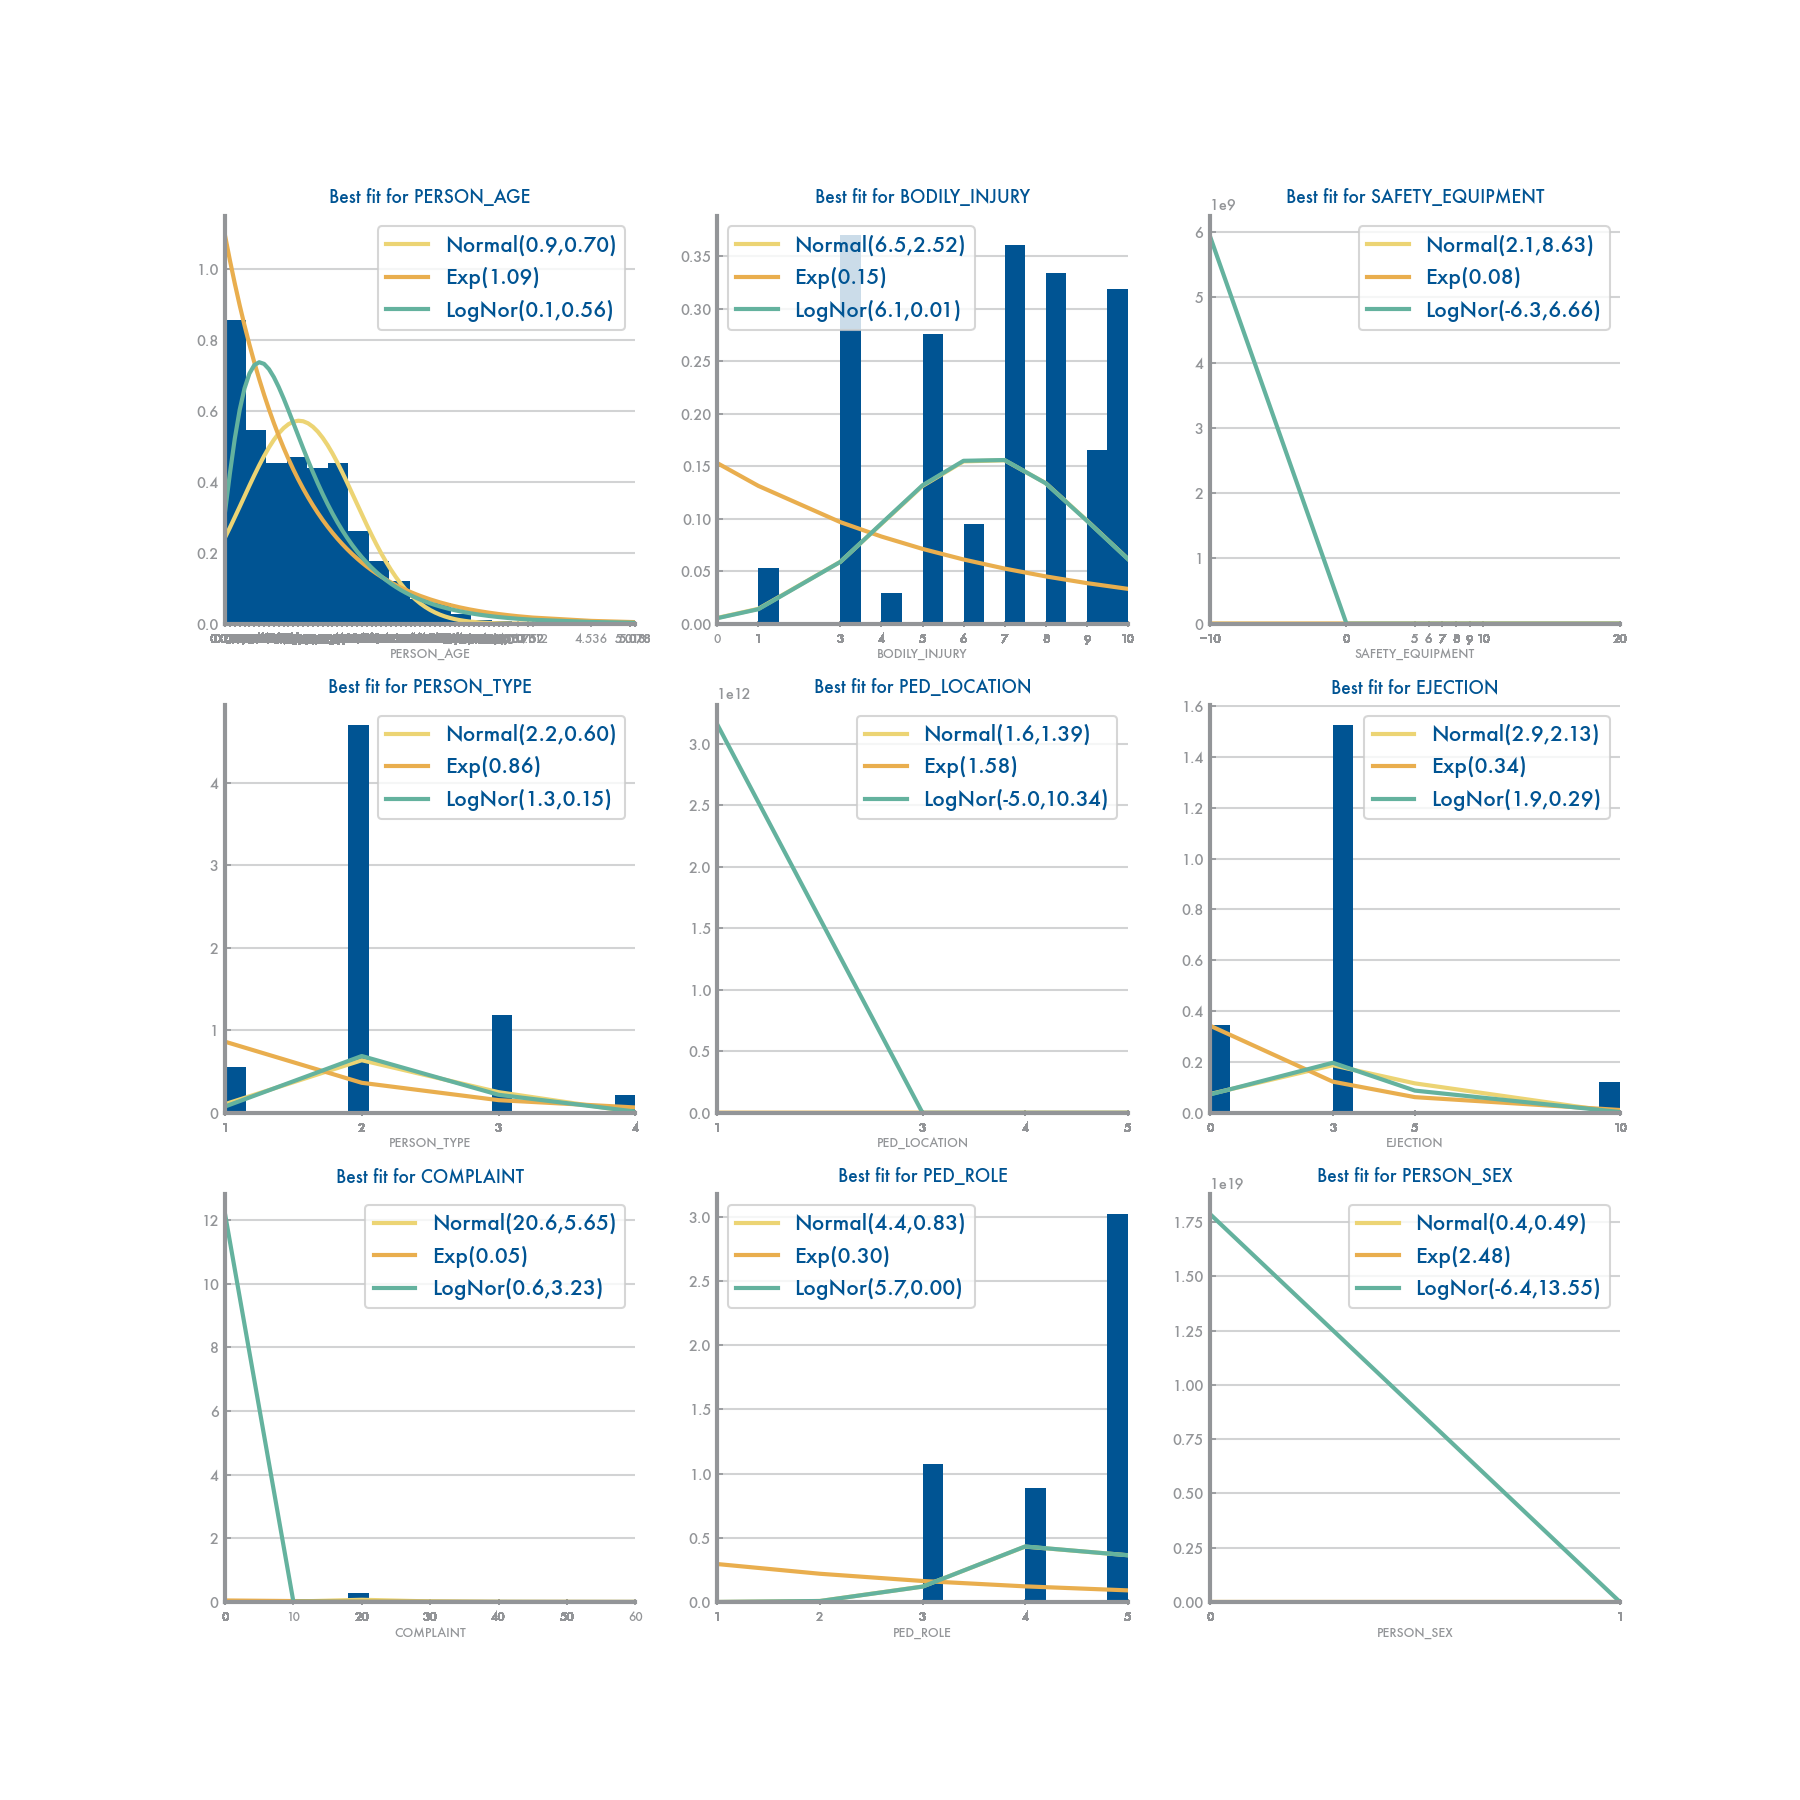 Best fit for PERSON_AGE
Normal(0.9,0.70)
Exp(1.09)
LogNor(0.1,0.56)
1.0
0.8
0.6
0.4
0.2
0.0
4.536
PERSON_AGE
Best fit for BODILY_INJURY
Normal(6.5,2.52)
Exp(0.15)
LogNor(6.1,0.01)
0.35
0.30
0.25
0.20
0.15
0.10
0.05
0.00
0 1 3 4 5 6 7 8 9 10
BODILY_INJURY
Best fit for SAFETY_EQUIPMENT
1e9
Normal(2.1,8.63)
Exp(0.08)
LogNor(-6.3,6.66)
6
5
4
3
2
1
0
−10 0 5 6 7 8 9 10 20
SAFETY_EQUIPMENT
Best fit for PERSON_TYPE
Normal(2.2,0.60)
Exp(0.86)
LogNor(1.3,0.15)
4
3
2
1
0
1 2 3 4
PERSON_TYPE
Best fit for PED_LOCATION
1e12
Normal(1.6,1.39)
Exp(1.58)
LogNor(-5.0,10.34)
3.0
2.5
2.0
1.5
1.0
0.5
0.0
1 3 4 5
PED_LOCATION
Best fit for EJECTION
Normal(2.9,2.13)
Exp(0.34)
LogNor(1.9,0.29)
1.6
1.4
1.2
1.0
0.8
0.6
0.4
0.2
0.0
0 3 5 10
EJECTION
Best fit for COMPLAINT
Normal(20.6,5.65)
Exp(0.05)
LogNor(0.6,3.23)
12
10
8
6
4
2
0
0 10 20 30 40 50 60
COMPLAINT
Best fit for PED_ROLE
Normal(4.4,0.83)
Exp(0.30)
LogNor(5.7,0.00)
3.0
2.5
2.0
1.5
1.0
0.5
0.0
1 2 3 4 5
PED_ROLE
Best fit for PERSON_SEX
1e19
Normal(0.4,0.49)
Exp(2.48)
LogNor(-6.4,13.55)
1.75
1.50
1.25
1.00
0.75
0.50
0.25
0.00
0 1
PERSON_SEX